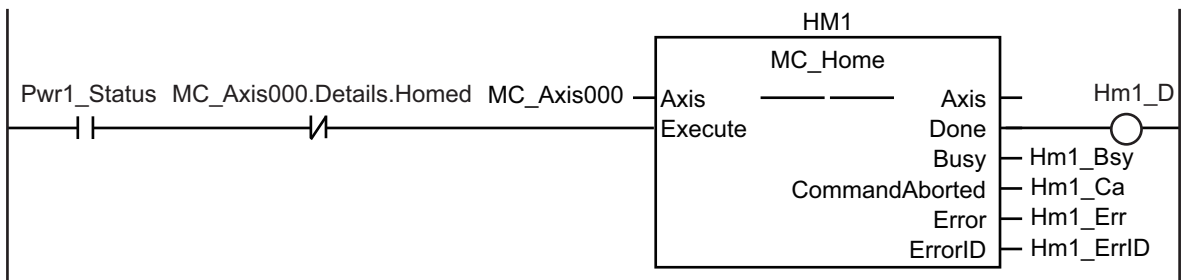 HM1
MC_Home
Pwr1_Status MC_Axis000.Details.Homed MC_Axis000 Axis Axis Hm1_D
Execute Done
Busy Hm1_Bsy
CommandAborted Hm1_Ca
Error Hm1_Err
ErrorID Hm1_ErrID